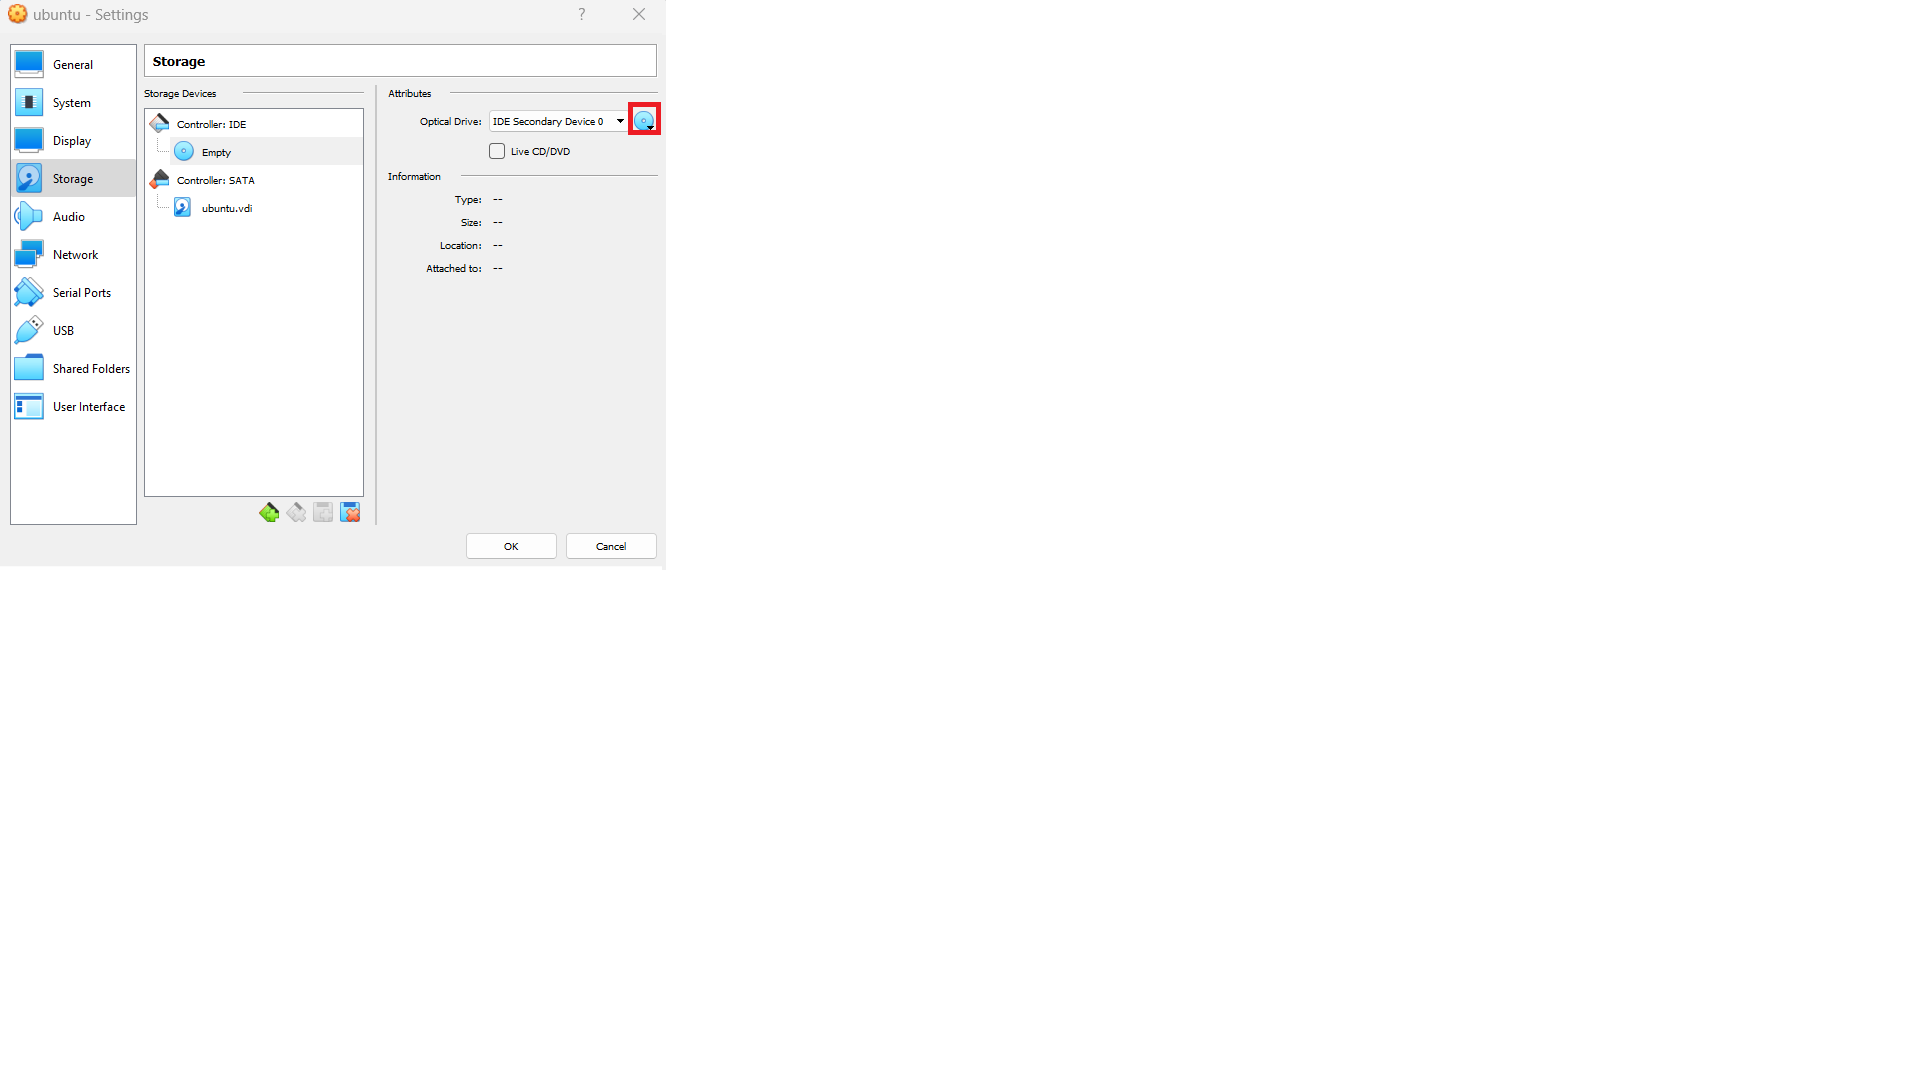 ubuntu - Settings
?
General
System
Display
Storage
Audio
Network
Serial Ports
USB
Shared Folders
User Interface
Storage
Storage Devices
Controller: IDE
Empty
Controller: SATA
ubuntu.vdi
Attributes
Optical Drive: IDE Secondary Device 0
Live CD/DVD
Information
Type: --
Size: --
Location: --
Attached to: --
OK
Cancel